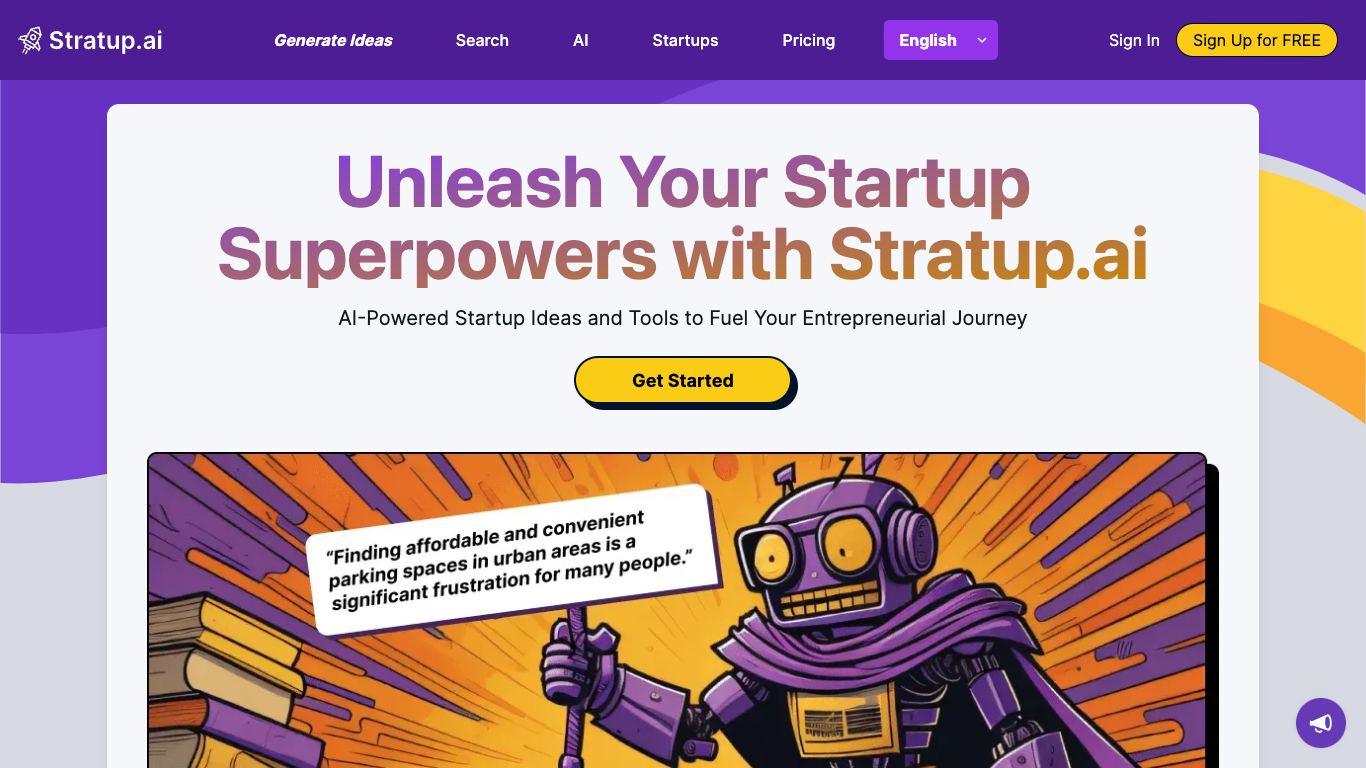 Stratup.ai
Generate Ideas
Search
AI
Startups
Pricing
English
Sign In
Sign Up for FREE
Unleash Your Startup
Superpowers with Stratup.ai
AI-Powered Startup Ideas and Tools to Fuel Your Entrepreneurial Journey
Get Started
“Finding affordable and convenient
parking spaces in urban areas is a
significant frustration for many people.”